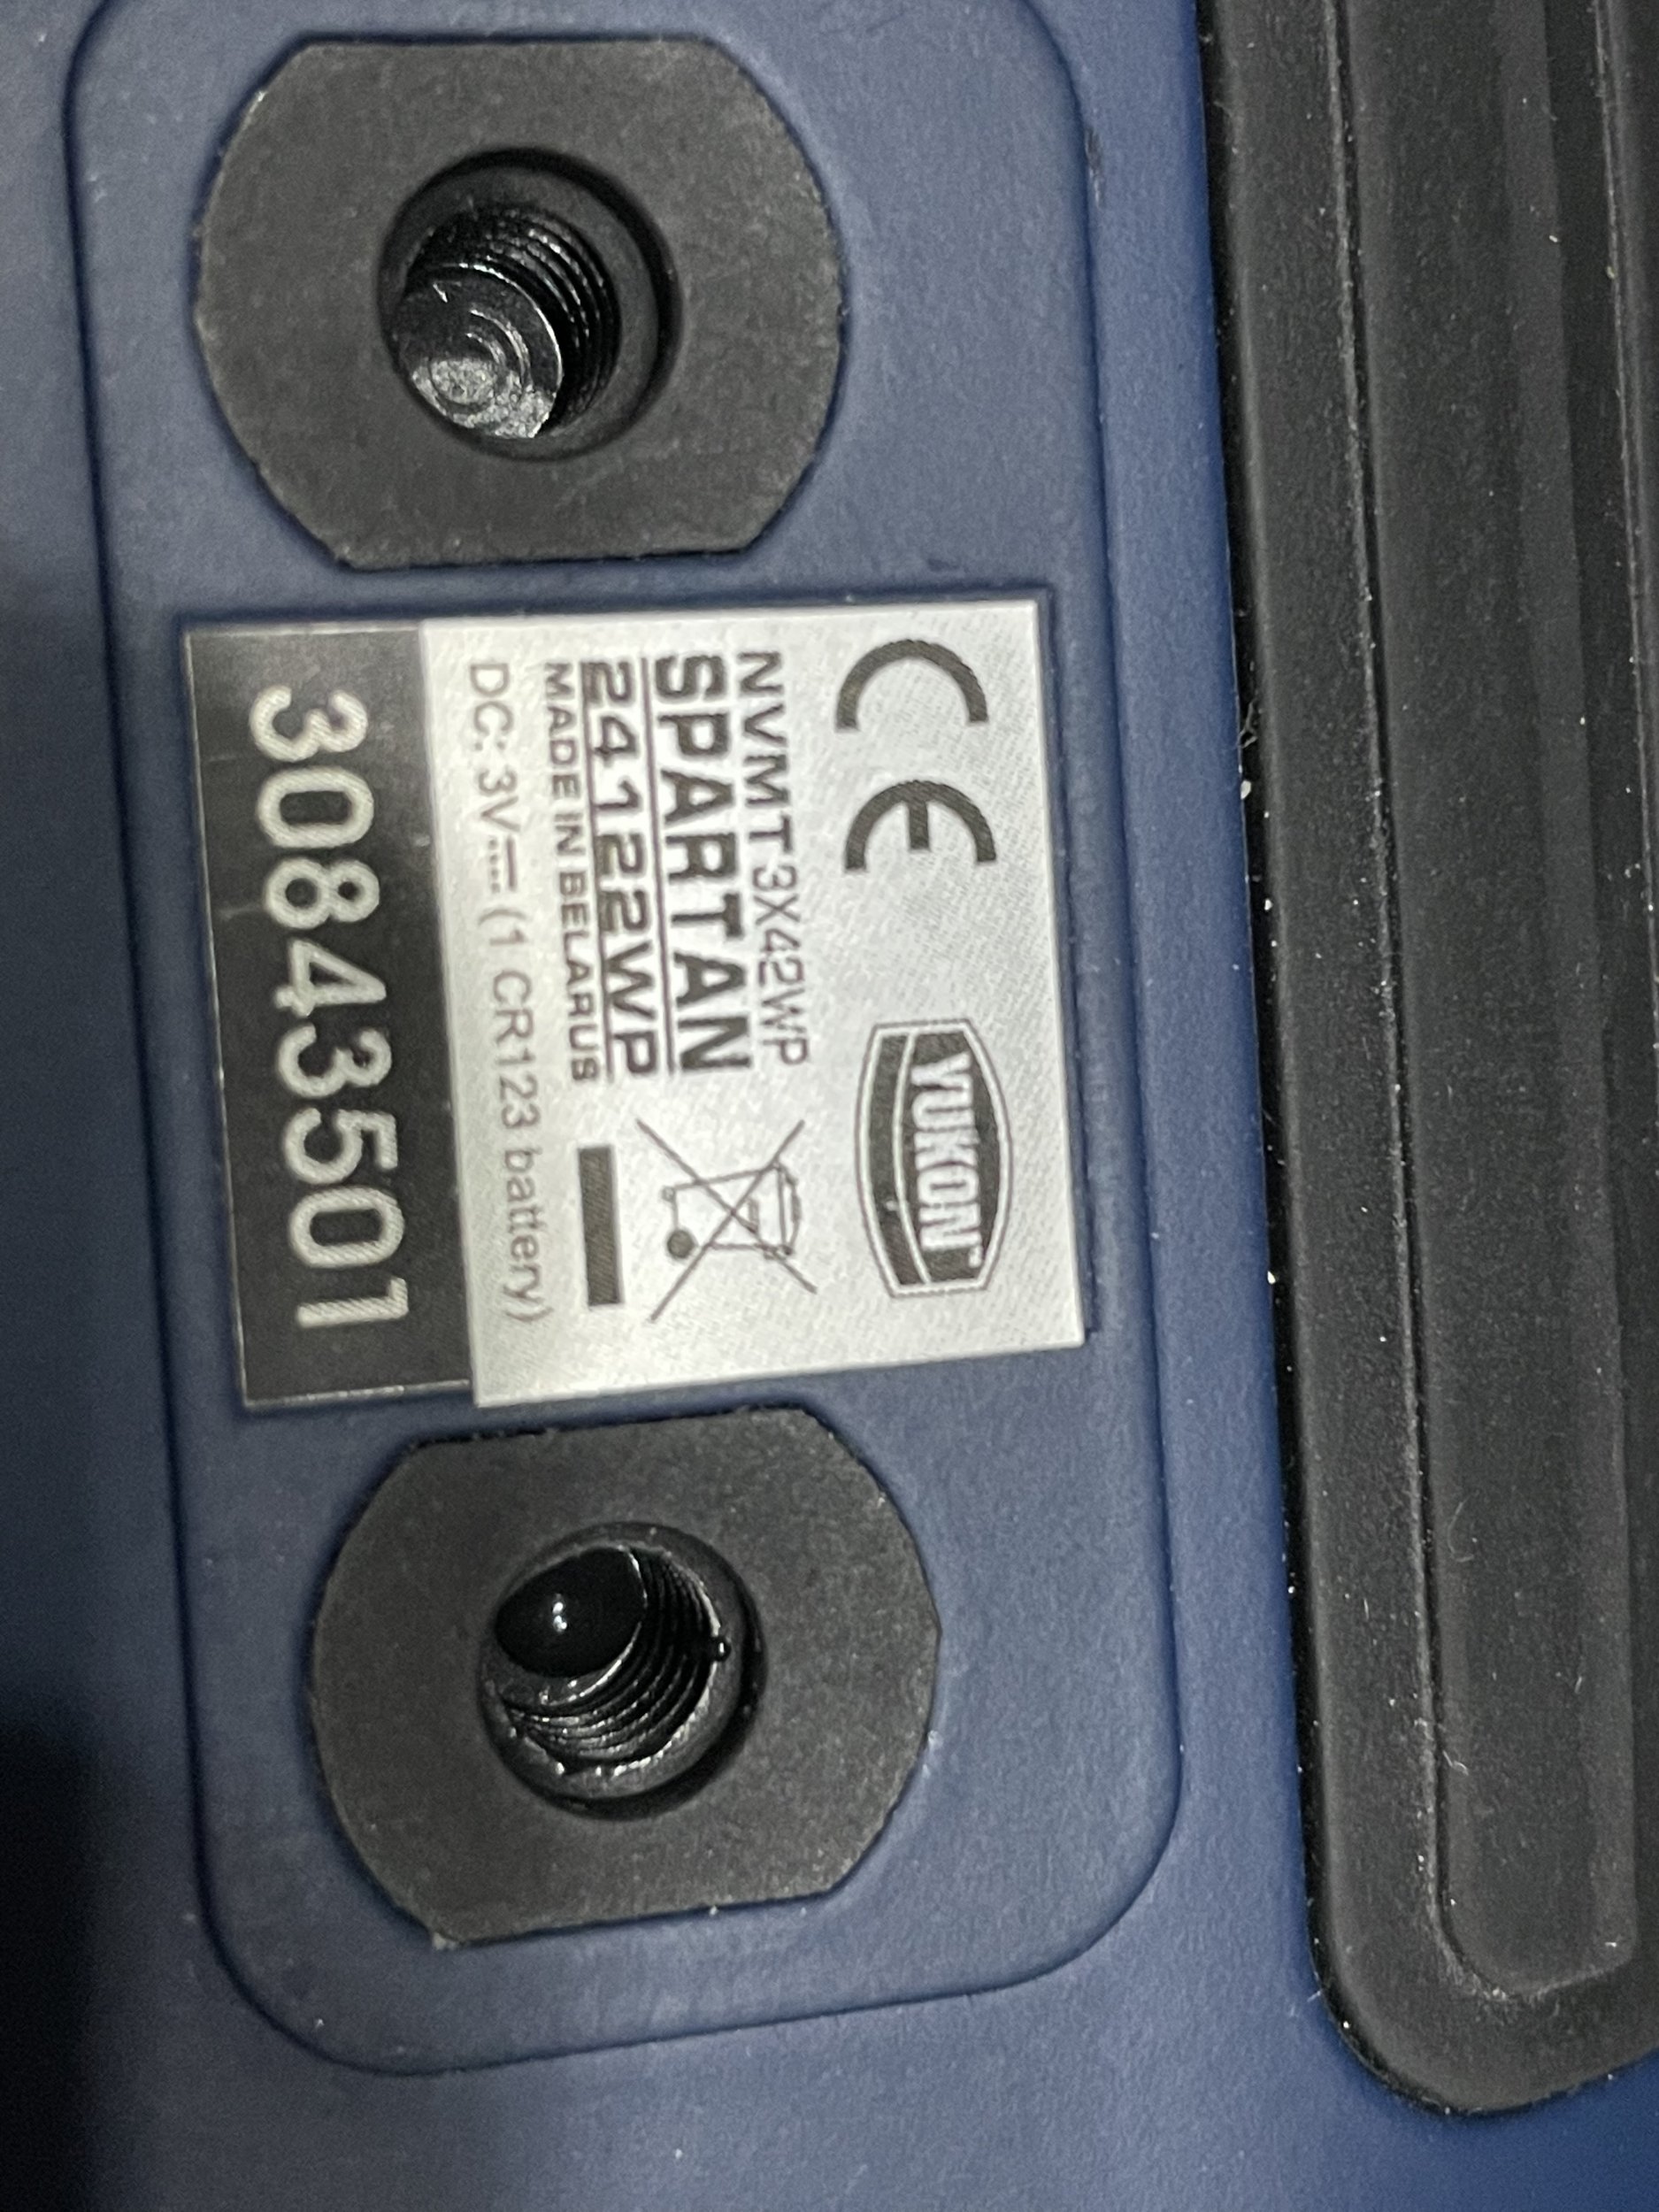 CE
YUKON
NVMT 3X42WP
SPARTAN
24122WP
MADE IN BELARUS
DC: 3V⎓ (1 CR123 battery)
30843501